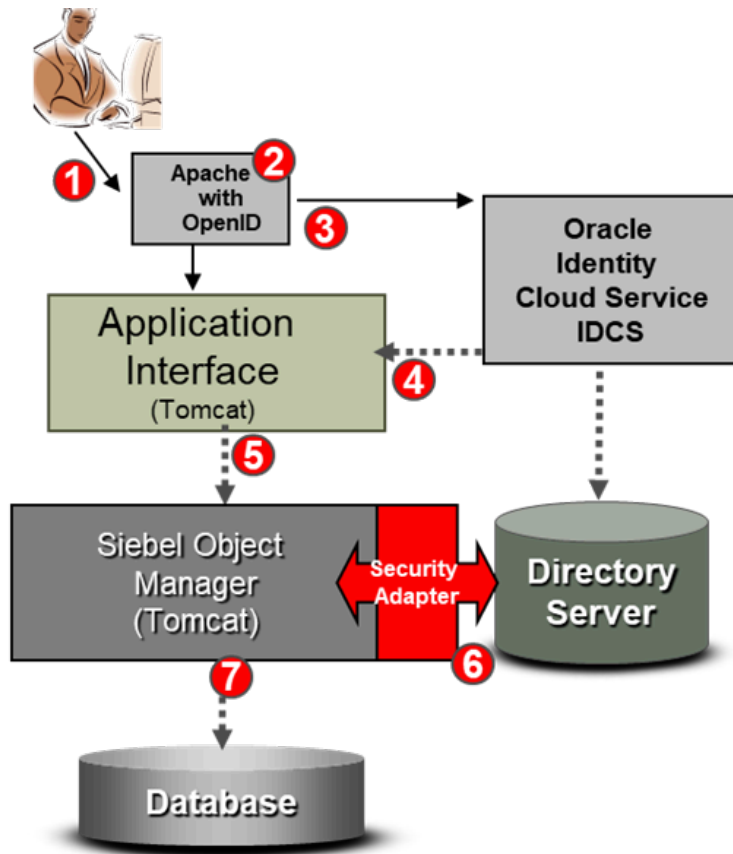 1
2
Apache
with
OpenID
3
Oracle
Identity
Cloud Service
IDCS
Application
Interface
(Tomcat)
4
5
Siebel Object
Manager
(Tomcat)
Security
Adapter
Directory
Server
6
7
Database